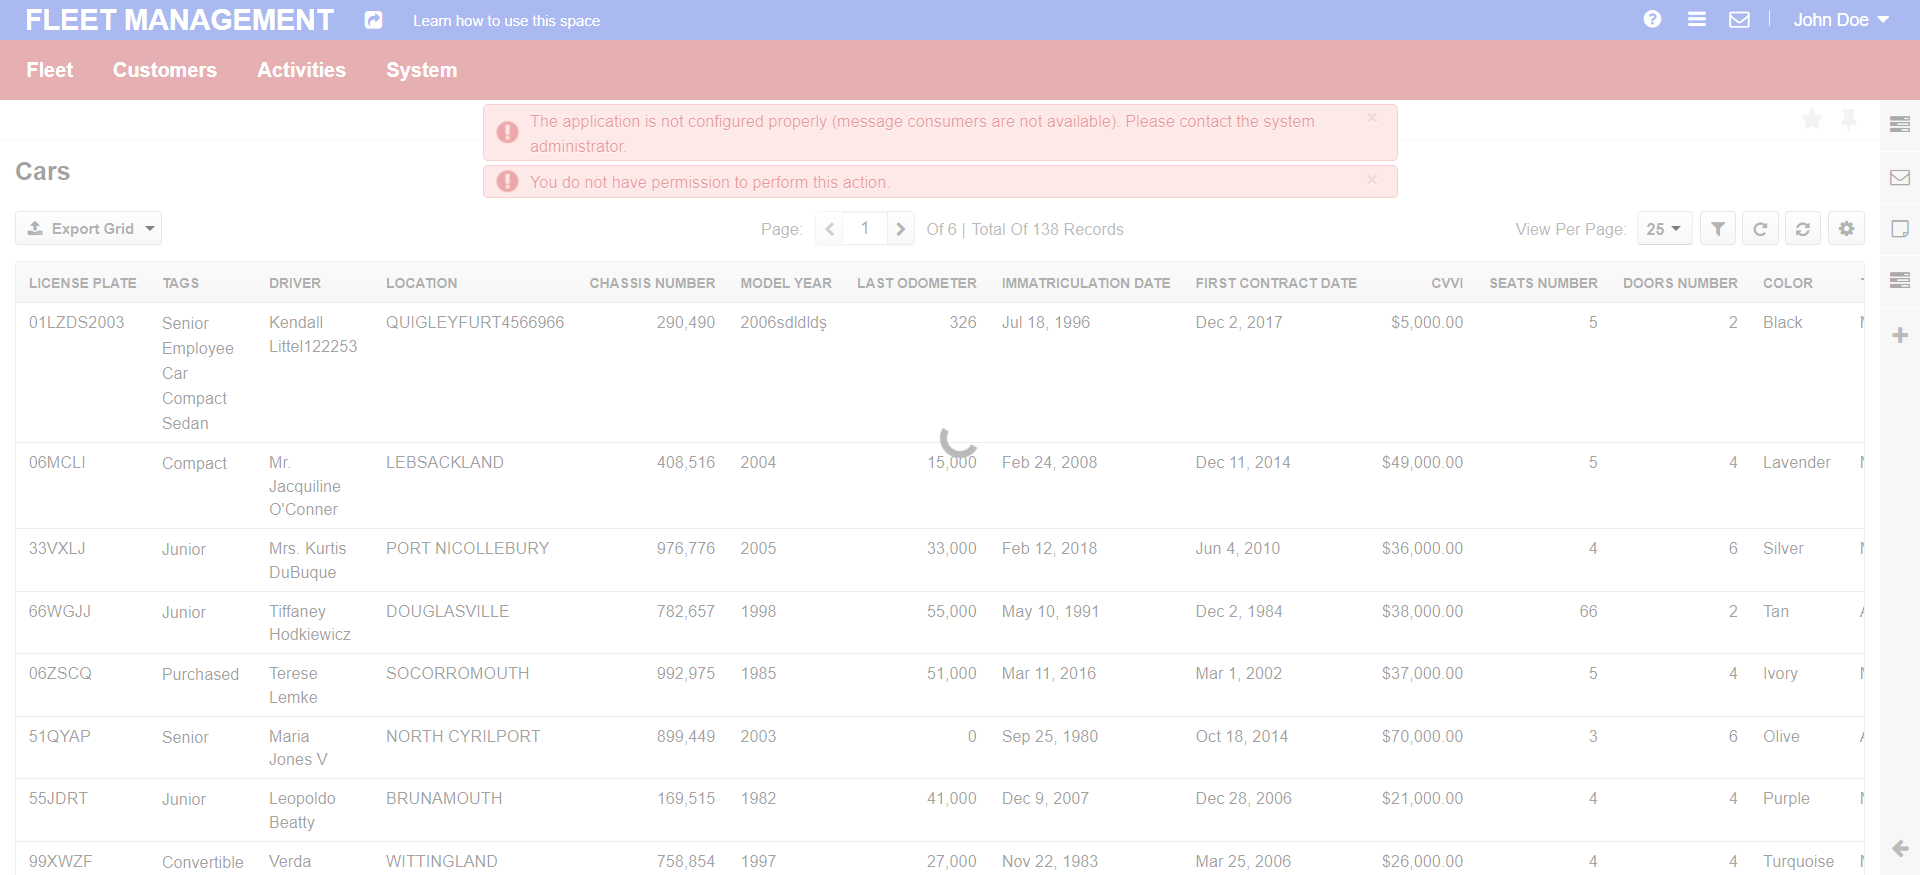 FLEET MANAGEMENT Learn how to use this space John Doe
Fleet Customers Activities System
The application is not configured properly (message consumers are not available). Please contact the system
administrator.
You do not have permission to perform this action.
Cars
Export Grid Page: 1 Of 6 | Total Of 138 Records View Per Page: 25
LICENSE PLATE TAGS DRIVER LOCATION CHASSIS NUMBER MODEL YEAR LAST ODOMETER IMMATRICULATION DATE FIRST CONTRACT DATE CVVI SEATS NUMBER DOORS NUMBER COLOR
01LZDS2003 Senior Kendall QUIGLEYFURT4566966 290,490 2006sdldldş 326 Jul 18, 1996 Dec 2, 2017 $5,000.00 5 2 Black
Employee Littel122253
Car
Compact
Sedan
06MCLI Compact Mr. LEBSACKLAND 408,516 2004 15,000 Feb 24, 2008 Dec 11, 2014 $49,000.00 5 4 Lavender
Jacquiline
O'Conner
33VXLJ Junior Mrs. Kurtis PORT NICOLLEBURY 976,776 2005 33,000 Feb 12, 2018 Jun 4, 2010 $36,000.00 4 6 Silver
DuBuque
66WGJJ Junior Tiffaney DOUGLASVILLE 782,657 1998 55,000 May 10, 1991 Dec 2, 1984 $38,000.00 66 2 Tan
Hodkiewicz
06ZSCQ Purchased Terese SOCORROMOUTH 992,975 1985 51,000 Mar 11, 2016 Mar 1, 2002 $37,000.00 5 4 Ivory
Lemke
51QYAP Senior Maria NORTH CYRILPORT 899,449 2003 0 Sep 25, 1980 Oct 18, 2014 $70,000.00 3 6 Olive
Jones V
55JDRT Junior Leopoldo BRUNAMOUTH 169,515 1982 41,000 Dec 9, 2007 Dec 28, 2006 $21,000.00 4 4 Purple
Beatty
99XWZF Convertible Verda WITTINGLAND 758,854 1997 27,000 Nov 22, 1983 Mar 25, 2006 $26,000.00 4 4 Turquoise